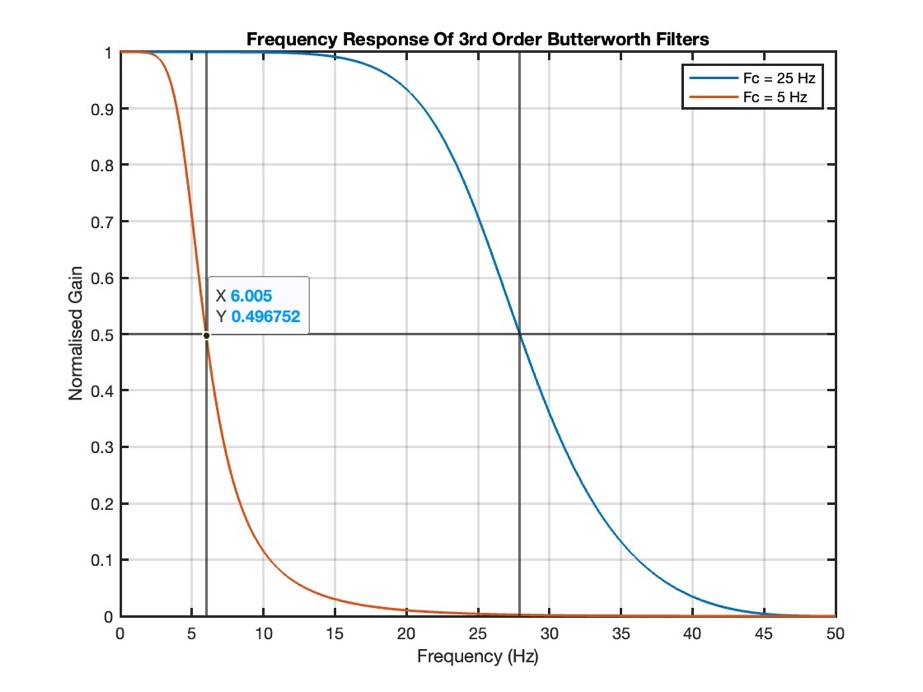 Frequency Response Of 3rd Order Butterworth Filters
Fc = 25 Hz
Fc = 5 Hz
1
0.9
0.8
0.7
0.6
0.5
0.4
0.3
0.2
0.1
0
Normalised Gain
X 6.005
Y 0.496752
0 5 10 15 20 25 30 35 40 45 50
Frequency (Hz)